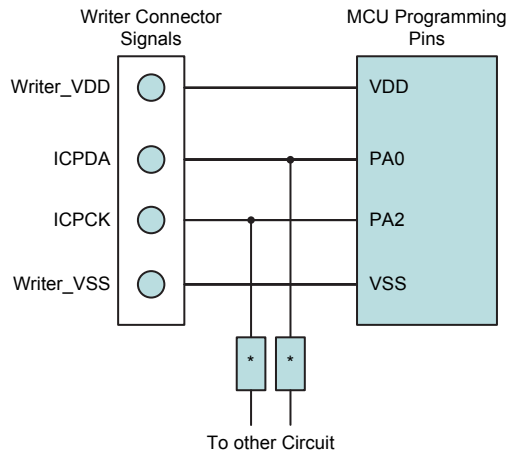 Writer Connector
Signals
MCU Programming
Pins
Writer_VDD
VDD
ICPDA
PA0
ICPCK
PA2
Writer_VSS
VSS
* *
To other Circuit